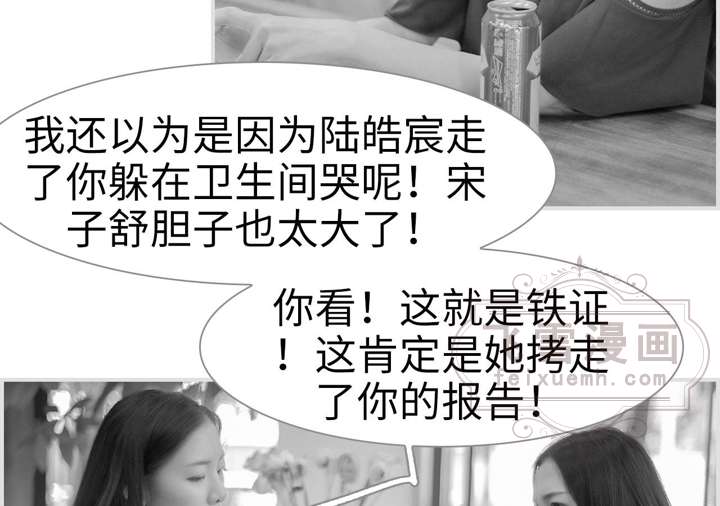 我还以为是因为陆皓宸走
了你躲在卫生间哭呢！宋
子舒胆子也太大了！
你看！这就是铁证
！这肯定是她拷走
了你的报告！
飞雪漫画
feixuemh.com